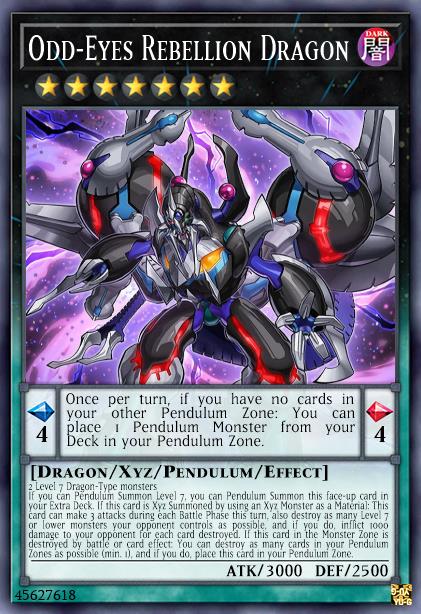 ODD-EYES REBELLION DRAGON
DARK
闇
Once per turn, if you have no cards in
your other Pendulum Zone: You can
place 1 Pendulum Monster from your
Deck in your Pendulum Zone.
4
4
[DRAGON/XYZ/PENDULUM/EFFECT]
2 Level 7 Dragon-Type monsters
If you can Pendulum Summon Level 7, you can Pendulum Summon this face-up card in
your Extra Deck. If this card is Xyz Summoned by using an Xyz Monster as a Material: This
card can make 3 attacks during each Battle Phase this turn, also destroy as many Level 7
or lower monsters your opponent controls as possible, and if you do, inflict 1000
damage to your opponent for each card destroyed. If this card in the Monster Zone is
destroyed by battle or card effect: You can destroy as many cards in your Pendulum
Zones as possible (min. 1), and if you do, place this card in your Pendulum Zone.
ATK/3000 DEF/2500
45627618